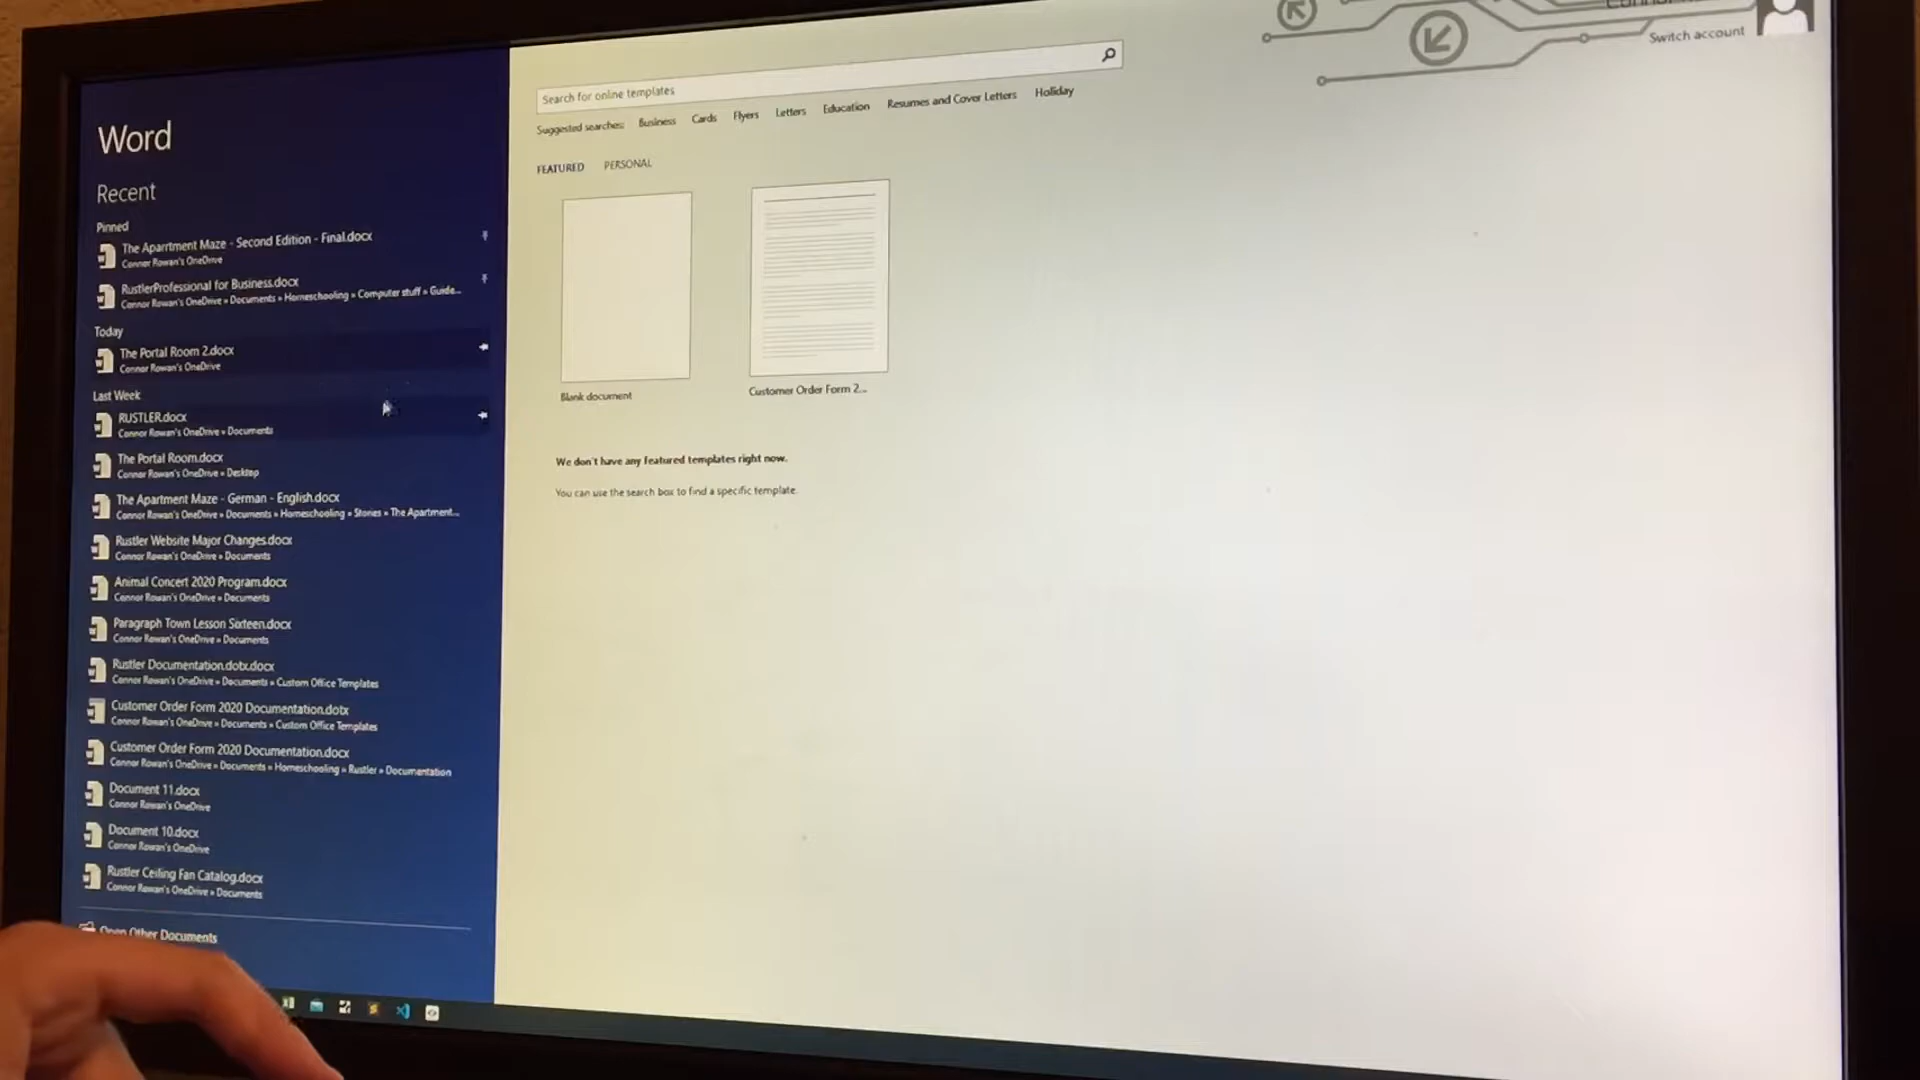 Switch account
Search for online templates
Suggested searches: Business Cards Flyers Letters Education Resumes and Cover Letters Holiday
FEATURED PERSONAL
Blank document
Customer Order Form 2...
We don't have any featured templates right now.
You can use the search box to find a specific template.
Word
Recent
Pinned
The Aparrtment Maze - Second Edition - Final.docx
Connor Rowan's OneDrive
RustlerProfessional for Business.docx
Connor Rowan's OneDrive » Documents » Homeschooling » Computer stuff » Guide...
Today
The Portal Room 2.docx
Connor Rowan's OneDrive
Last Week
RUSTLER.docx
Connor Rowan's OneDrive » Documents
The Portal Room.docx
Connor Rowan's OneDrive » Desktop
The Apartment Maze - German - English.docx
Connor Rowan's OneDrive » Documents » Homeschooling » Stories » The Apartment...
Rustler Website Major Changes.docx
Connor Rowan's OneDrive » Documents
Animal Concert 2020 Program.docx
Connor Rowan's OneDrive » Documents
Paragraph Town Lesson Sixteen.docx
Connor Rowan's OneDrive » Documents
Rustler Documentation.dotx.docx
Connor Rowan's OneDrive » Documents » Custom Office Templates
Customer Order Form 2020 Documentation.dotx
Connor Rowan's OneDrive » Documents » Custom Office Templates
Customer Order Form 2020 Documentation.docx
Connor Rowan's OneDrive » Documents » Homeschooling » Rustler » Documentation
Document 11.docx
Connor Rowan's OneDrive
Document 10.docx
Connor Rowan's OneDrive
Rustler Ceiling Fan Catalog.docx
Connor Rowan's OneDrive » Documents
Open Other Documents